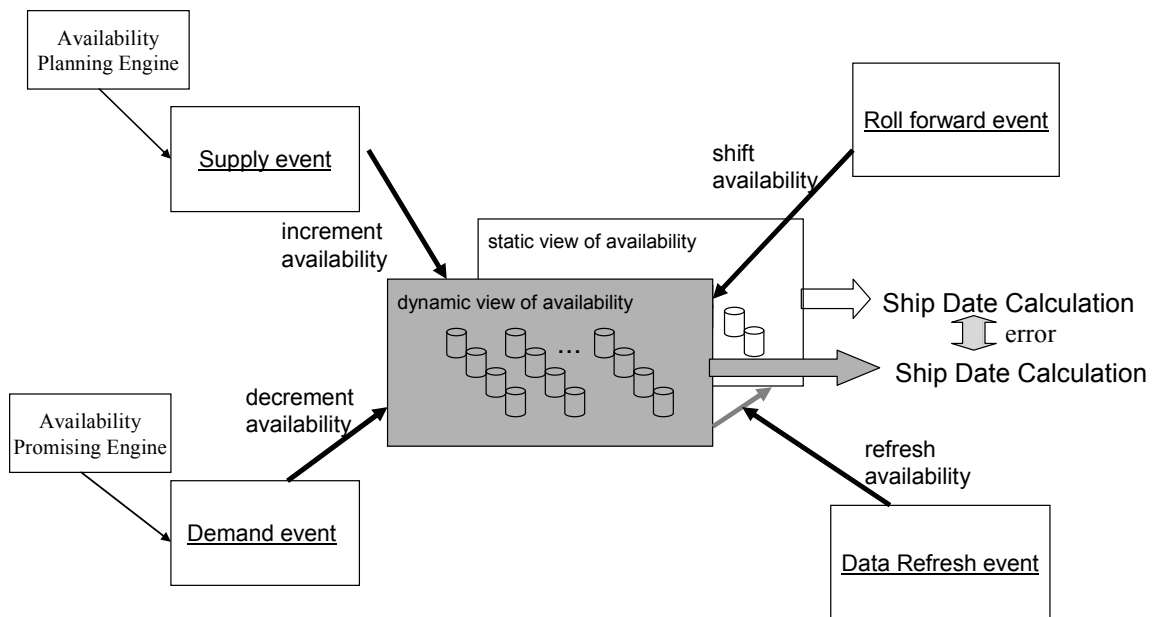 Availability
Planning Engine
Supply event
Roll forward event
shift
availability
increment
availability
static view of availability
dynamic view of availability
...
Ship Date Calculation
error
Ship Date Calculation
decrement
availability
Availability
Promising Engine
refresh
availability
Demand event
Data Refresh event